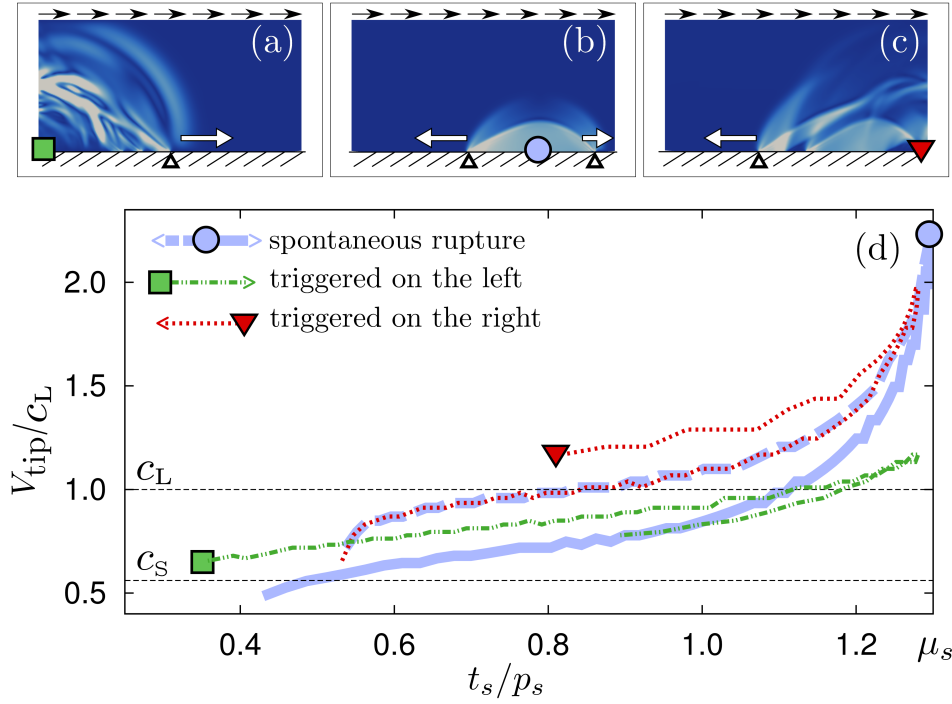 (a)
(b)
(c)
(d)
spontaneous rupture
triggered on the left
triggered on the right
V_tip/c_L
2.0
1.5
c_L
1.0
c_S
0.5
0.4 0.6 0.8 1.0 1.2 μ_s
t_s/p_s